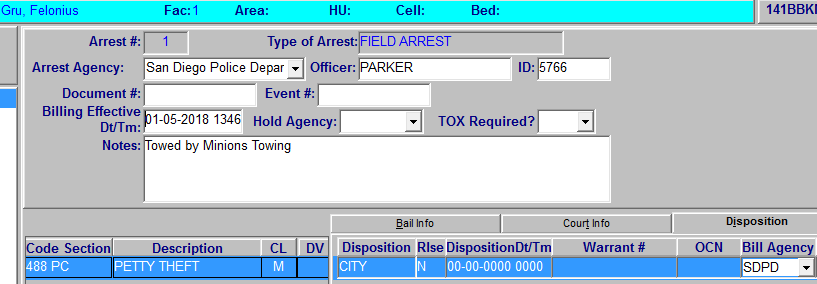 Gru, Felonius Fac: 1 Area: HU: Cell: Bed: 141BBK
Arrest #: 1 Type of Arrest: FIELD ARREST
Arrest Agency: San Diego Police Depar Officer: PARKER ID: 5766
Document #: Event #:
Billing Effective Dt/Tm: 01-05-2018 1346 Hold Agency: TOX Required?
Notes: Towed by Minions Towing
Bail Info Court Info Disposition
Code Section Description CL DV Disposition Rlse DispositionDt/Tm Warrant # OCN Bill Agency
488 PC PETTY THEFT M CITY N 00-00-0000 0000 SDPD